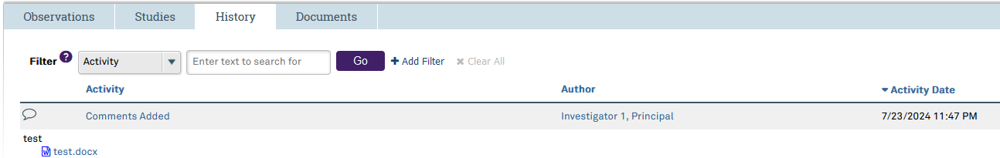 Observations Studies History Documents
Filter ? Activity Enter text to search for Go + Add Filter × Clear All
Activity Author Activity Date
Comments Added Investigator 1, Principal 7/23/2024 11:47 PM
test
test.docx